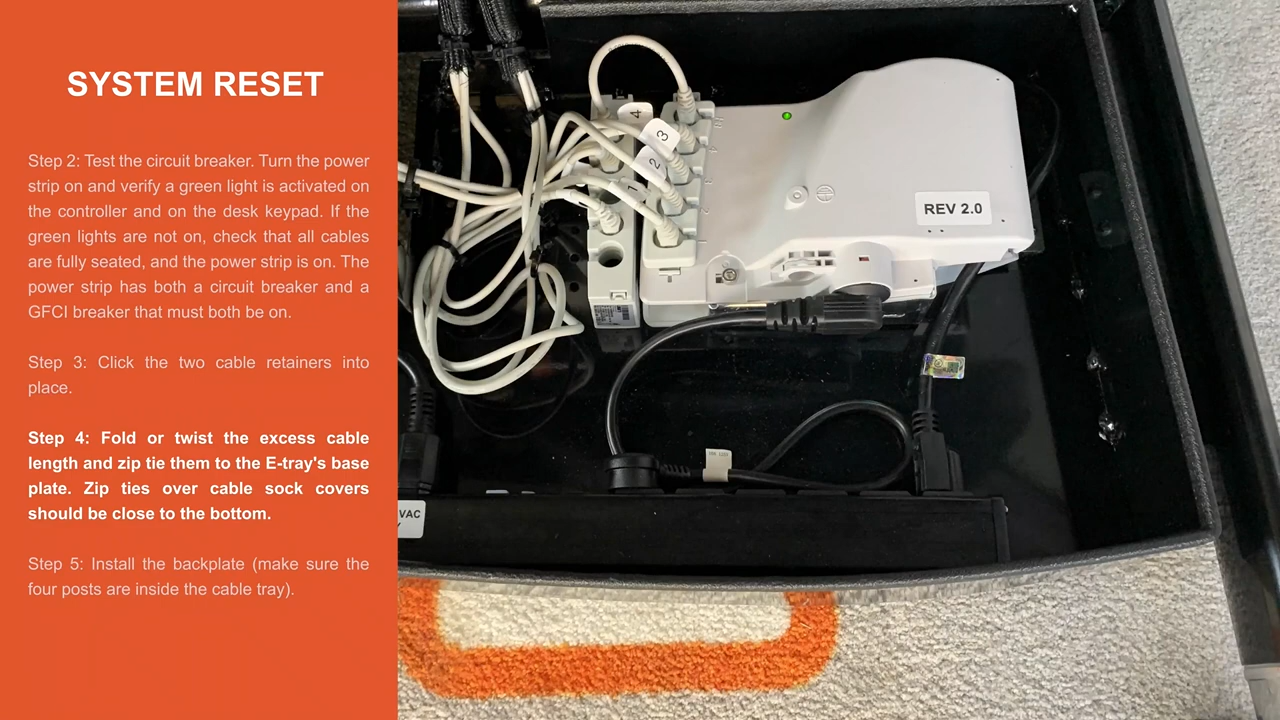 SYSTEM RESET
Step 2: Test the circuit breaker. Turn the power
strip on and verify a green light is activated on
the controller and on the desk keypad. If the
green lights are not on, check that all cables
are fully seated, and the power strip is on. The
power strip has both a circuit breaker and a
GFCI breaker that must both be on.
Step 3: Click the two cable retainers into
place.
Step 4: Fold or twist the excess cable
length and zip tie them to the E-tray's base
plate. Zip ties over cable sock covers
should be close to the bottom.
Step 5: Install the backplate (make sure the
four posts are inside the cable tray).
4
3
2
REV 2.0
VAC